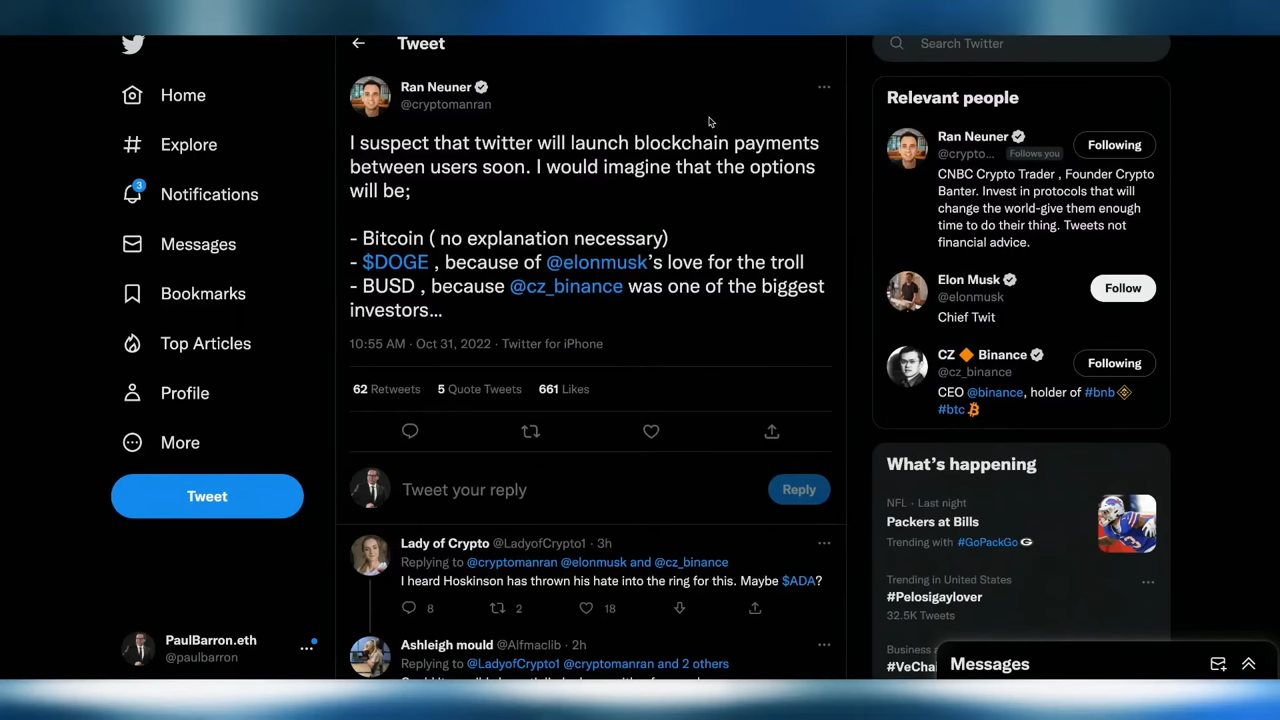 Home
Explore
3
Notifications
Messages
Bookmarks
Top Articles
Profile
More
Tweet
PaulBarron.eth
@paulbarron
Tweet
Ran Neuner
@cryptomanran
I suspect that twitter will launch blockchain payments
between users soon. I would imagine that the options
will be;
- Bitcoin ( no explanation necessary)
- $DOGE , because of @elonmusk's love for the troll
- BUSD , because @cz_binance was one of the biggest
investors...
10:55 AM · Oct 31, 2022 · Twitter for iPhone
62 Retweets 5 Quote Tweets 661 Likes
Tweet your reply
Reply
Lady of Crypto @LadyofCrypto1 · 3h
Replying to @cryptomanran @elonmusk and @cz_binance
I heard Hoskinson has thrown his hate into the ring for this. Maybe $ADA?
8 2 18
Ashleigh mould @Alfmaclib · 2h
Replying to @LadyofCrypto1 @cryptomanran and 2 others
Search Twitter
Relevant people
Ran Neuner
@crypto... Follows you
Following
CNBC Crypto Trader , Founder Crypto
Banter. Invest in protocols that will
change the world-give them enough
time to do their thing. Tweets not
financial advice.
Elon Musk
@elonmusk
Follow
Chief Twit
CZ 🔶 Binance
@cz_binance
Following
CEO @binance, holder of #bnb
#btc
What's happening
NFL · Last night
Packers at Bills
Trending with #GoPackGo
Trending in United States
#Pelosigaylover
32.5K Tweets
Business a
#VeCha
Messages